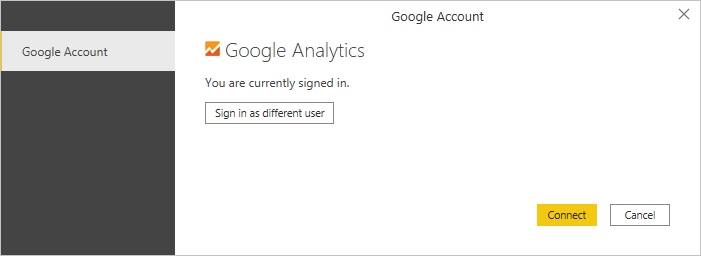 Google Account
Google Account
Google Analytics
You are currently signed in.
Sign in as different user
Connect
Cancel